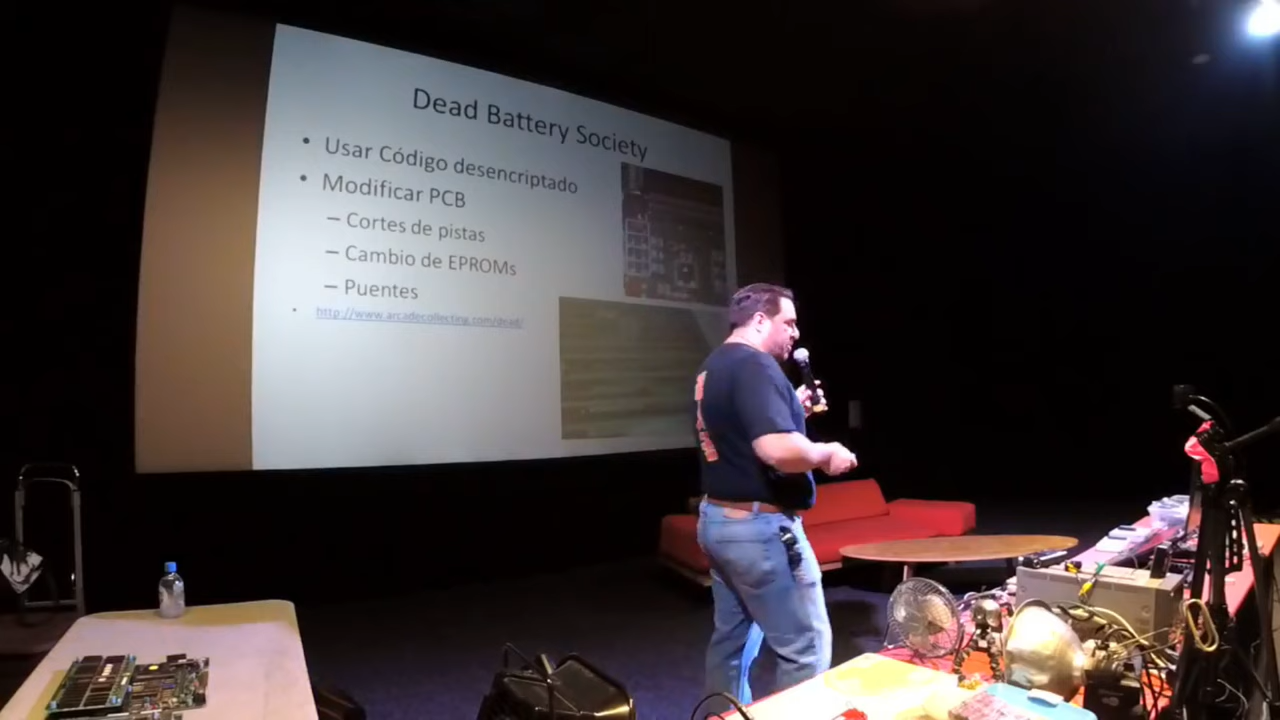 Dead Battery Society
• Usar Código desencriptado
• Modificar PCB
– Cortes de pistas
– Cambio de EPROMs
– Puentes
• http://www.arcadecollecting.com/dead/